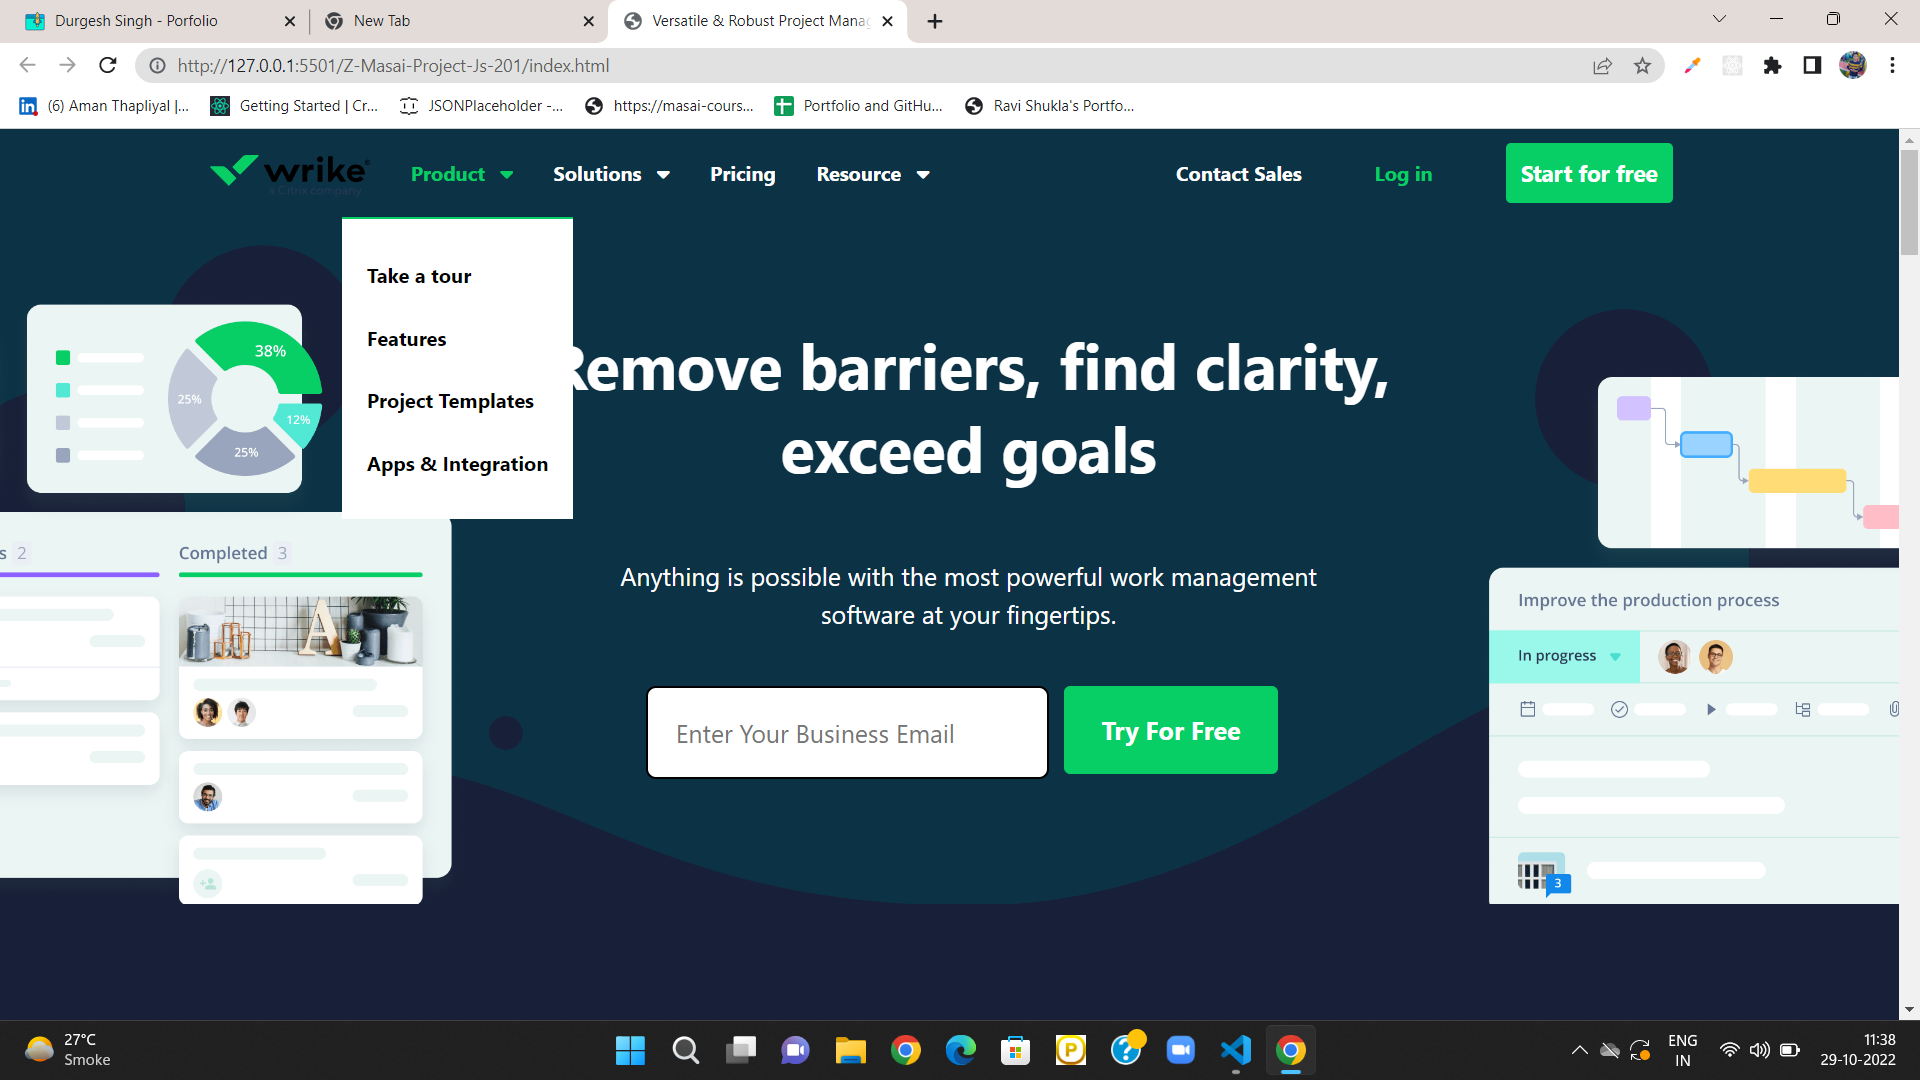 Durgesh Singh - Porfolio
New Tab
Versatile & Robust Project Manag
http://127.0.0.1:5501/Z-Masai-Project-Js-201/index.html
(6) Aman Thapliyal |...
Getting Started | Cr...
JSONPlaceholder -...
https://masai-cours...
Portfolio and GitHu...
Ravi Shukla's Portfo...
wrike
a Citrix company
Product
Solutions
Pricing
Resource
Contact Sales
Log in
Start for free
Take a tour
Features
Project Templates
Apps & Integration
38%
25%
12%
25%
Remove barriers, find clarity,
exceed goals
s 2
Completed 3
A
Anything is possible with the most powerful work management
software at your fingertips.
Enter Your Business Email
Try For Free
Improve the production process
In progress
3
27°C
Smoke
ENG
IN
11:38
29-10-2022